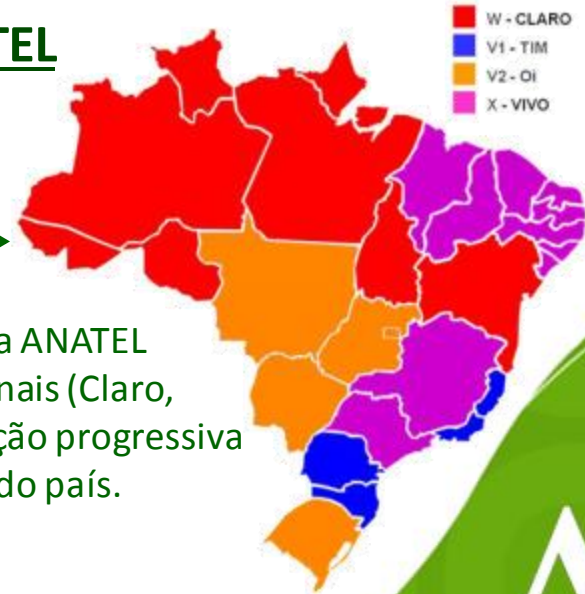 TEL
W - CLARO
V1 - TIM
V2 - Oi
X - VIVO
a ANATEL
nais (Claro,
ção progressiva
do país.